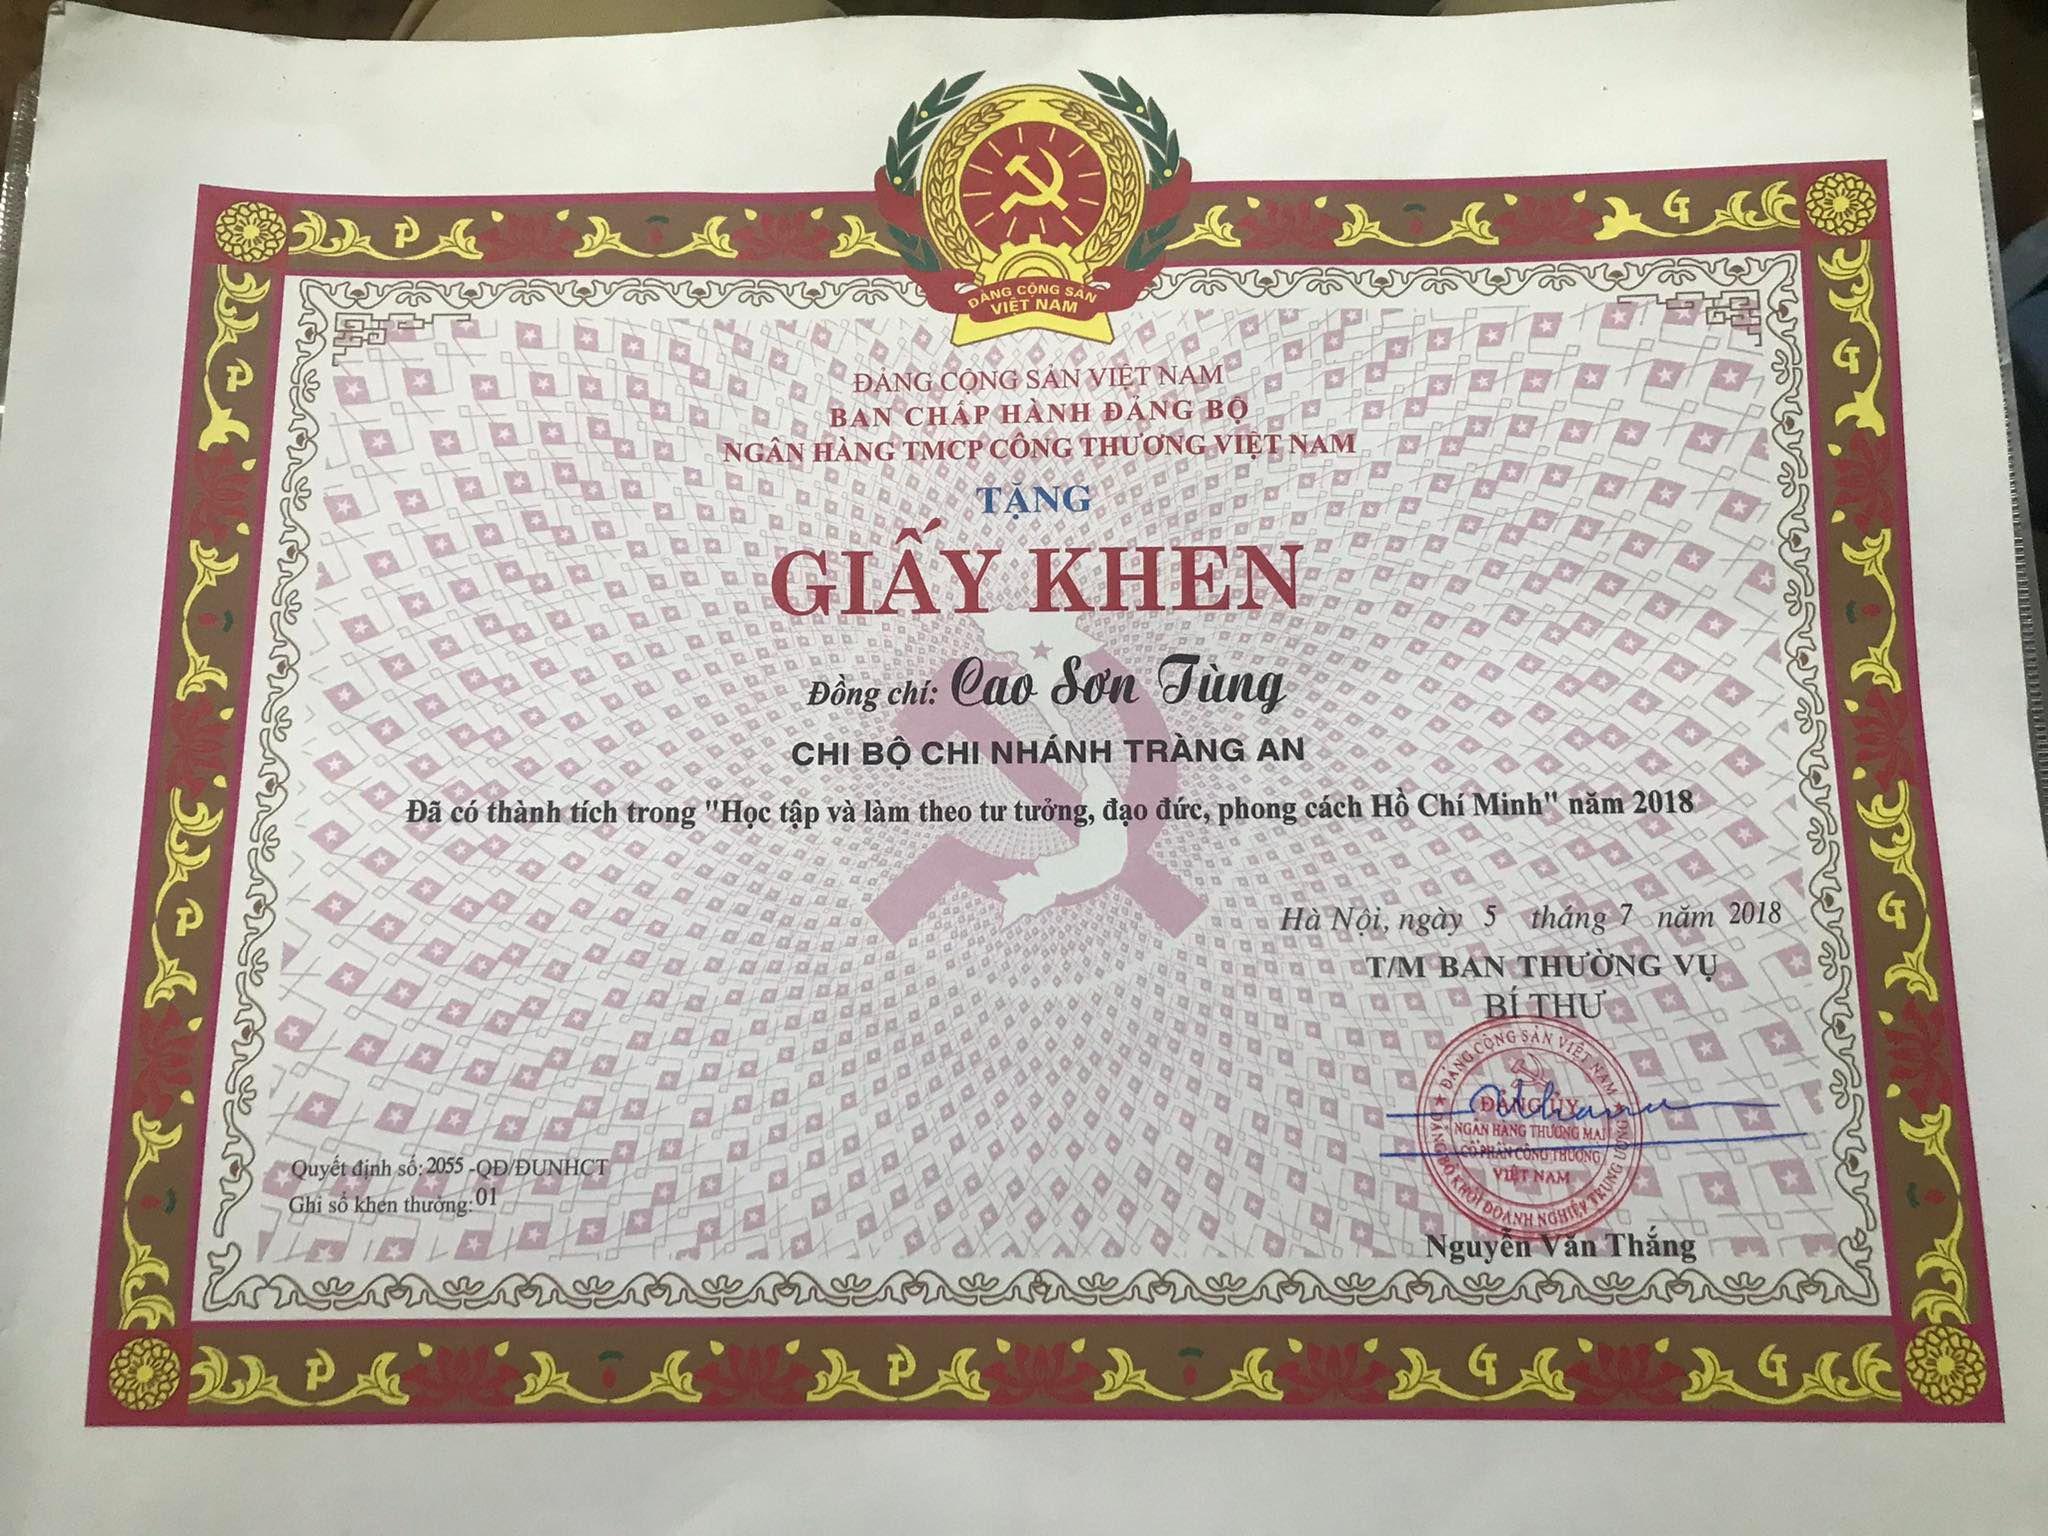 ĐẢNG CỘNG SẢN
VIỆT NAM
ĐẢNG CỘNG SẢN VIỆT NAM
BAN CHẤP HÀNH ĐẢNG BỘ
NGÂN HÀNG TMCP CÔNG THƯƠNG VIỆT NAM
TẶNG
GIẤY KHEN
Đồng chí: Cao Sơn Tùng
CHI BỘ CHI NHÁNH TRÀNG AN
Đã có thành tích trong "Học tập và làm theo tư tưởng, đạo đức, phong cách Hồ Chí Minh" năm 2018
Hà Nội, ngày 5 tháng 7 năm 2018
T/M BAN THƯỜNG VỤ
BÍ THƯ
ĐẢNG CỘNG SẢN VIỆT NAM
ĐẢNG ỦY
NGÂN HÀNG THƯƠNG MẠI
CỔ PHẦN CÔNG THƯƠNG
VIỆT NAM
ĐẢNG BỘ KHỐI DOANH NGHIỆP TRUNG ƯƠNG
Nguyễn Văn Thắng
Quyết định số: 2055 -QĐ/ĐUNHCT
Ghi sổ khen thưởng: 01